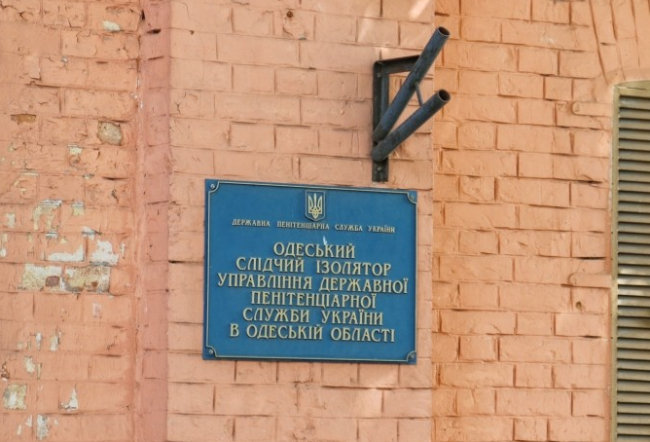 ДЕРЖАВНА ПЕНІТЕНЦІАРНА СЛУЖБА УКРАЇНИ
ОДЕСЬКИЙ
СЛІДЧИЙ ІЗОЛЯТОР
УПРАВЛІННЯ ДЕРЖАВНОЇ
ПЕНІТЕНЦІАРНОЇ
СЛУЖБИ УКРАЇНИ
В ОДЕСЬКІЙ ОБЛАСТІ